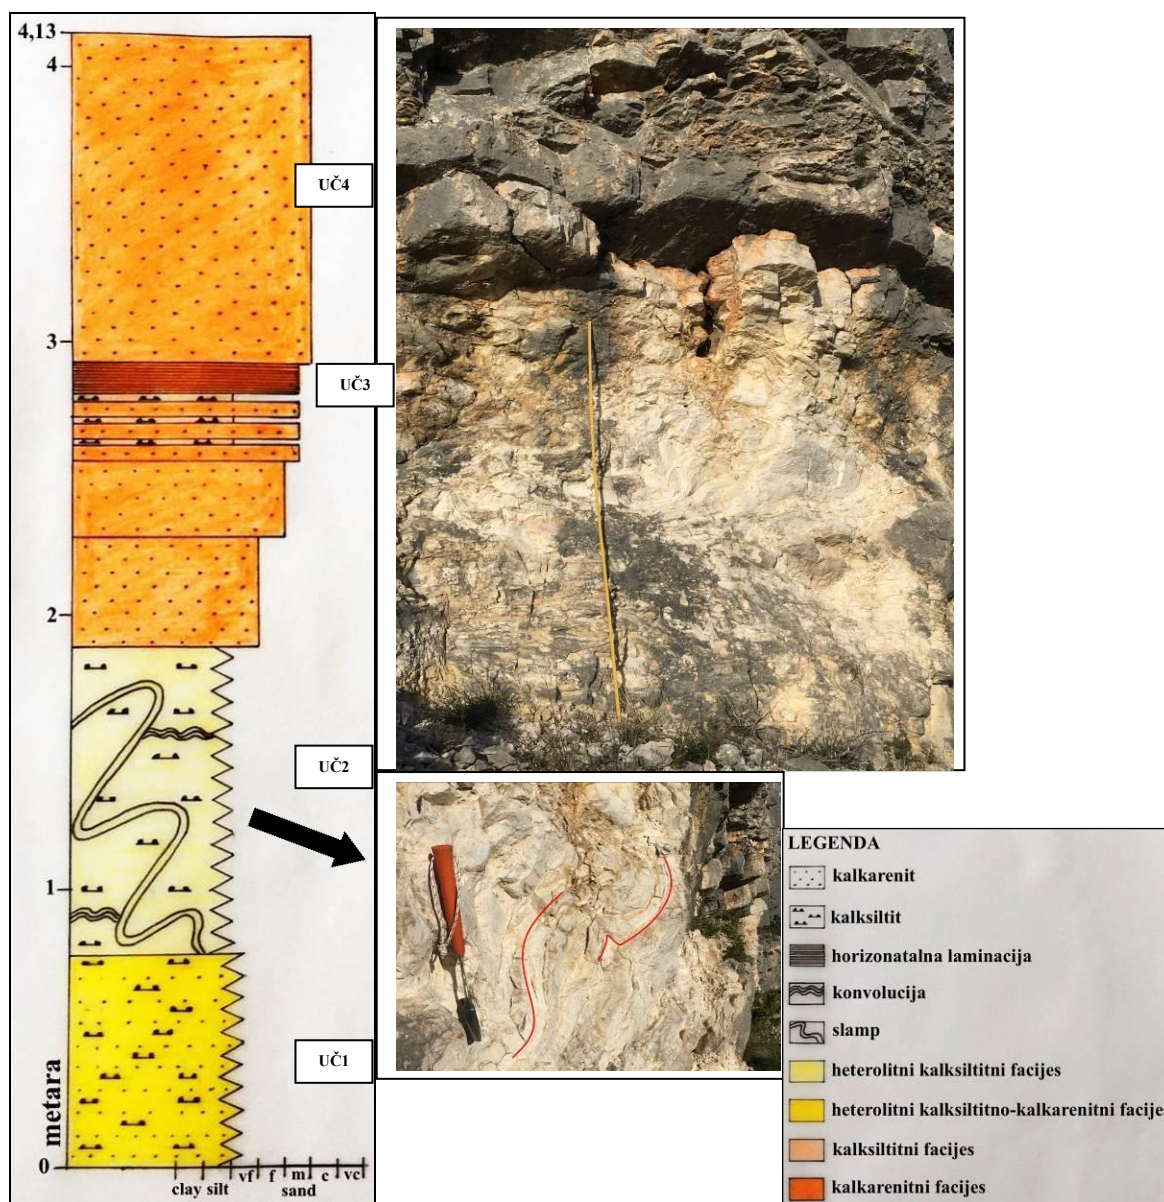 4,13
4
UČ4
3
UČ3
2
UČ2
1
UČ1
metara
0
clay silt vf f m c vc
sand
LEGENDA
kalkarenit
kalksiltit
horizonatalna laminacija
konvolucija
slamp
heterolitni kalksiltitni facijes
heterolitni kalksiltitno-kalkarenitni facije
kalksiltitni facijes
kalkarenitni facijes